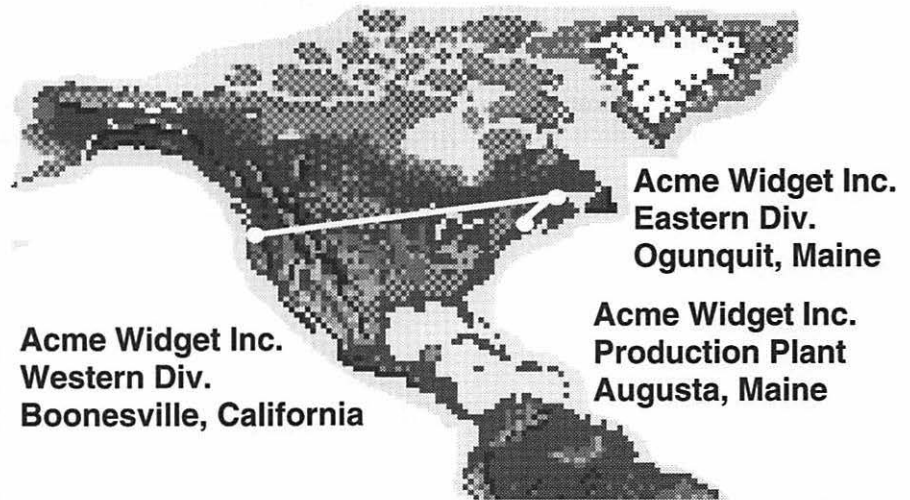 Acme Widget Inc.
Eastern Div.
Ogunquit, Maine
Acme Widget Inc.
Production Plant
Augusta, Maine
Acme Widget Inc.
Western Div.
Boonesville, California